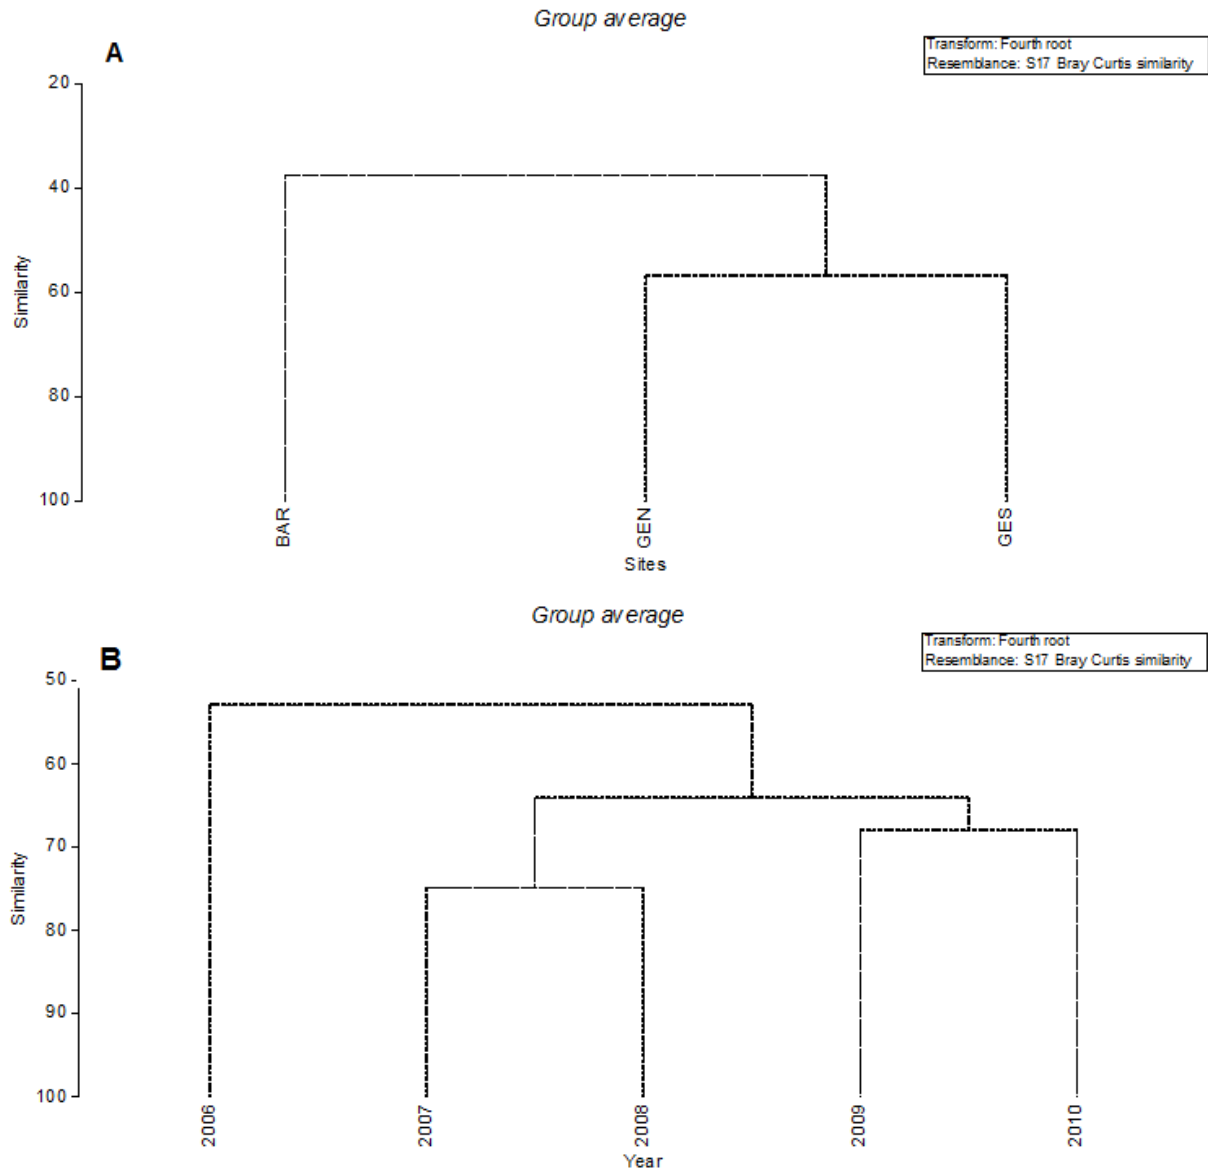 Group average
A
Transform: Fourth root
Resemblance: S17 Bray Curtis similarity
20
40
60
80
100
Similarity
BAR
GEN
GES
Sites
Group average
B
Transform: Fourth root
Resemblance: S17 Bray Curtis similarity
50
60
70
80
90
100
Similarity
2006
2007
2008
2009
2010
Year